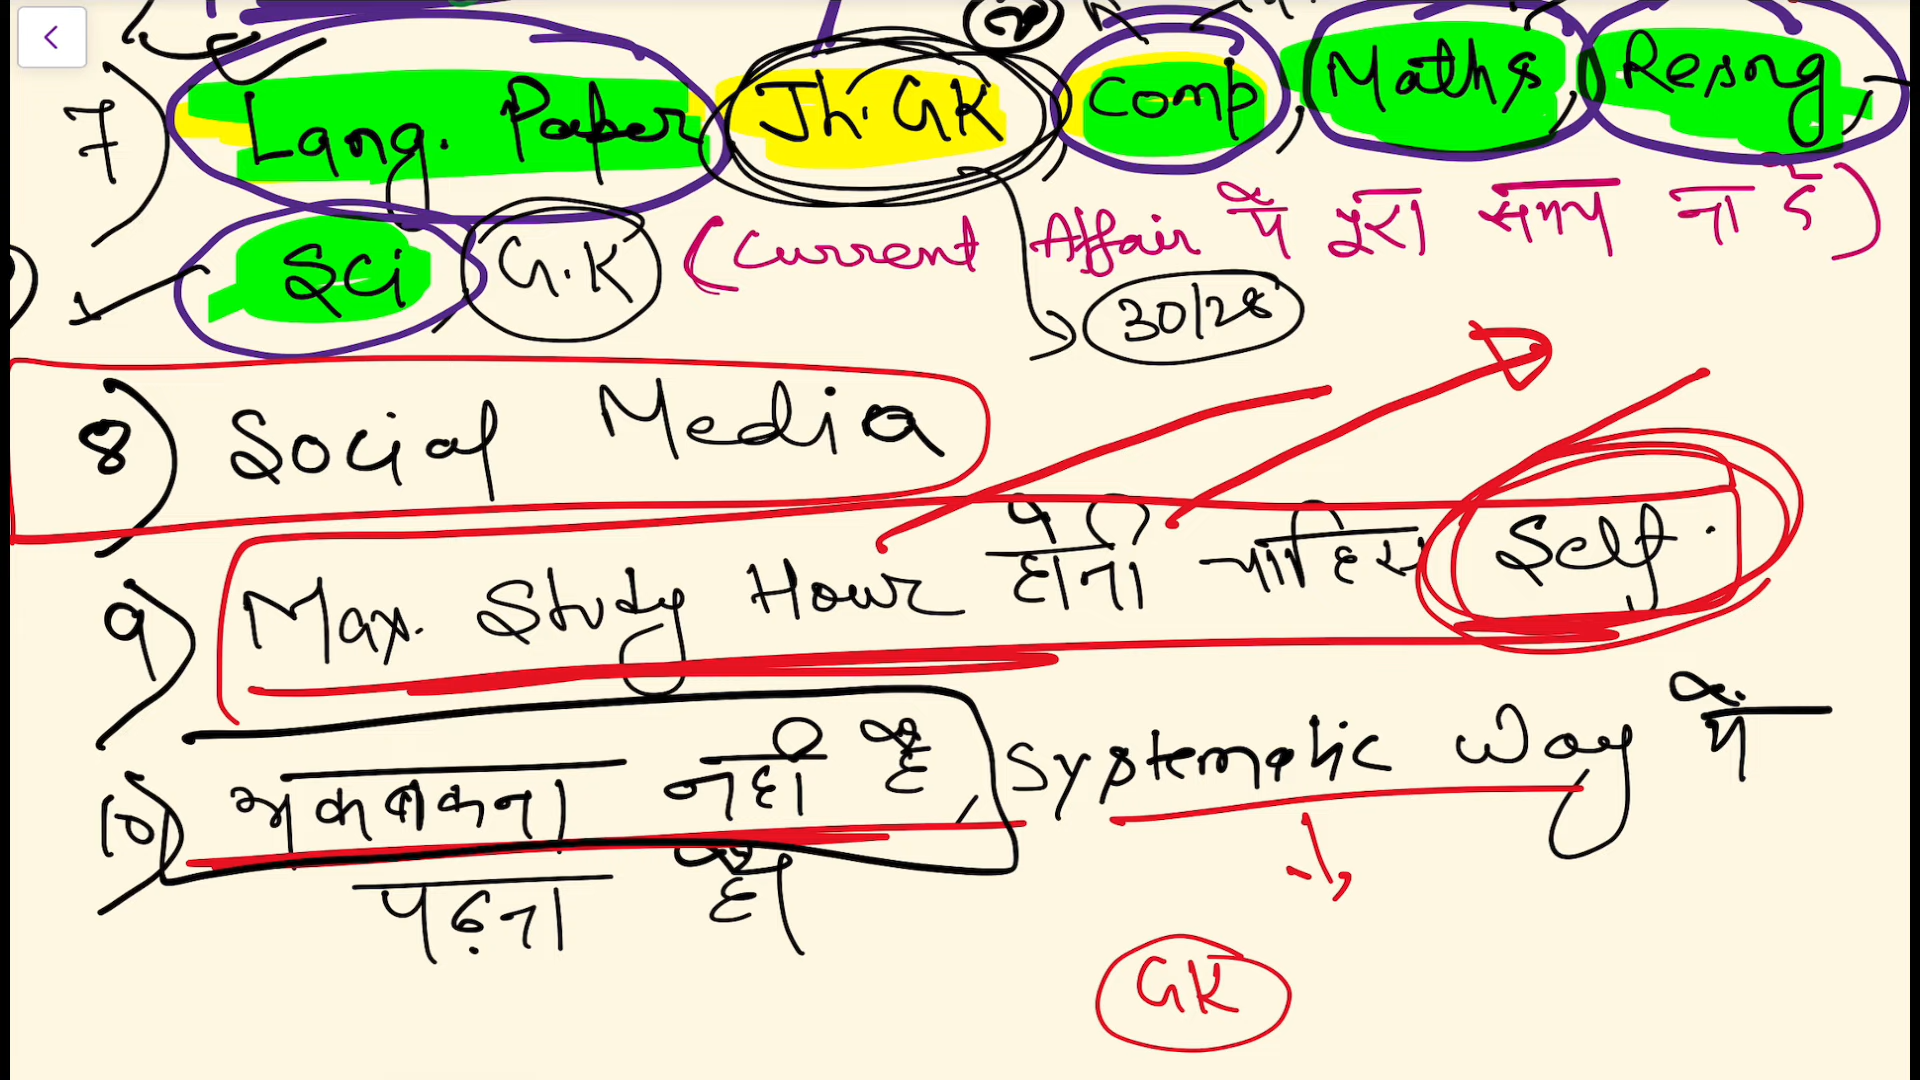 7) Lang. Paper, Jh. GK, Comp, Maths, Resng,
Sci, G.K (Current Affair में पूरा समय ना दे)
30/28
8) Social Media
9) Max. Study Hour होनी चाहिए Self.
10) भकभकाना नहीं है, Systematic Way में
पढ़ना है
GK